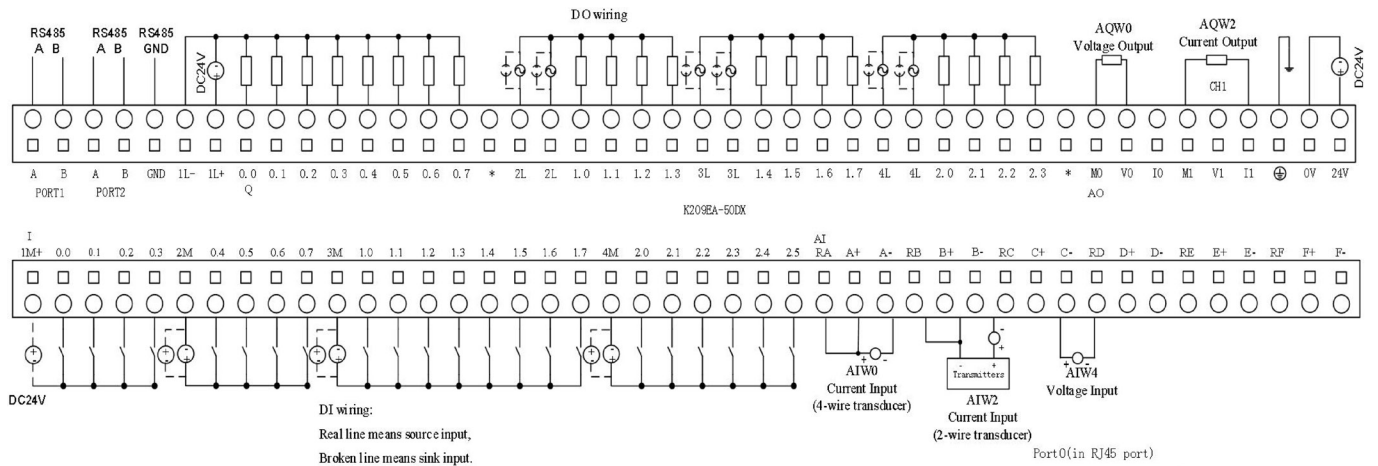 DO wiring
RS485 RS485 RS485
A B A B GND
DC24V
AQW0
Voltage Output
AQW2
Current Output
CH1
DC24V
A B A B GND 1L- 1L+ 0.0 0.1 0.2 0.3 0.4 0.5 0.6 0.7 * 2L 2L 1.0 1.1 1.2 1.3 3L 3L 1.4 1.5 1.6 1.7 4L 4L 2.0 2.1 2.2 2.3 * M0 V0 I0 M1 V1 I1 0V 24V
PORT1 PORT2 Q AO
K209EA-50DX
I AI
1M+ 0.0 0.1 0.2 0.3 2M 0.4 0.5 0.6 0.7 3M 1.0 1.1 1.2 1.3 1.4 1.5 1.6 1.7 4M 2.0 2.1 2.2 2.3 2.4 2.5 RA A+ A- RB B+ B- RC C+ C- RD D+ D- RE E+ E- RF F+ F-
DC24V
AIW0
Current Input
(4-wire transducer)
Transmitters
AIW2
Current Input
(2-wire transducer)
AIW4
Voltage Input
DI wiring:
Real line means source input,
Broken line means sink input.
Port0(in RJ45 port)